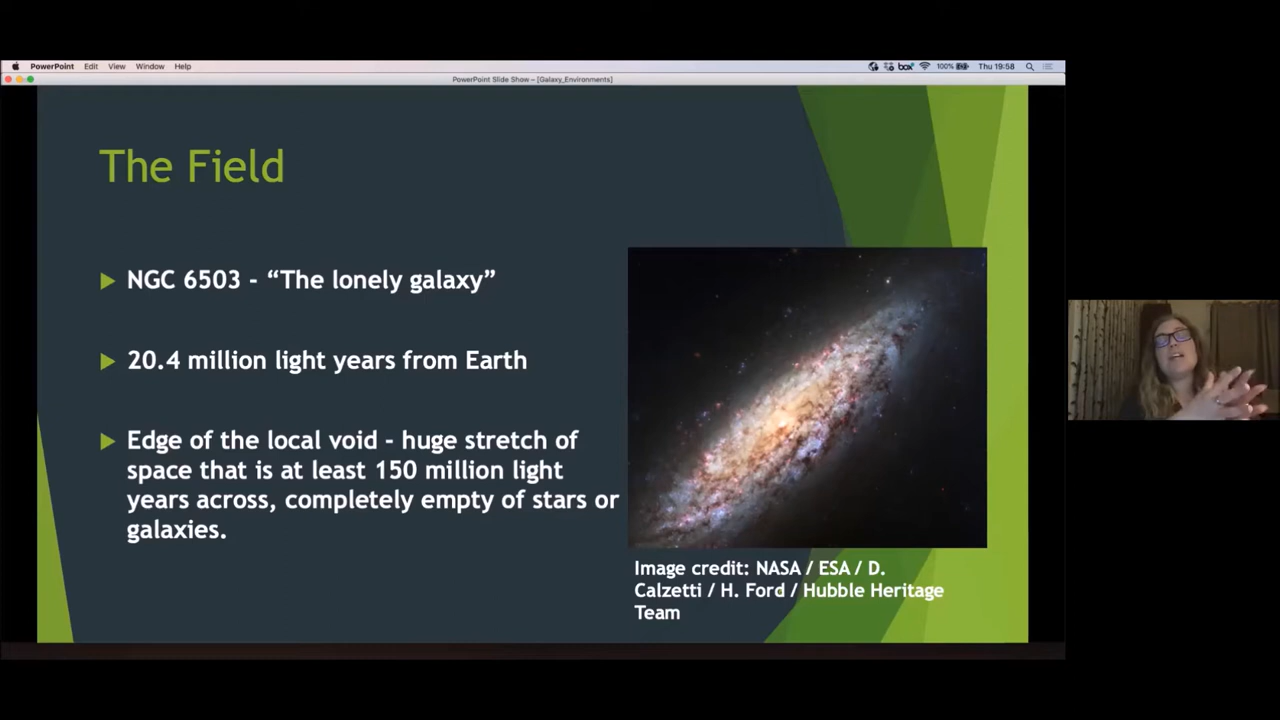 PowerPoint Edit View Window Help
box 100% Thu 19:58
PowerPoint Slide Show – [Galaxy_Environments]
The Field
NGC 6503 - “The lonely galaxy”
20.4 million light years from Earth
Edge of the local void - huge stretch of
space that is at least 150 million light
years across, completely empty of stars or
galaxies.
Image credit: NASA / ESA / D.
Calzetti / H. Ford / Hubble Heritage
Team